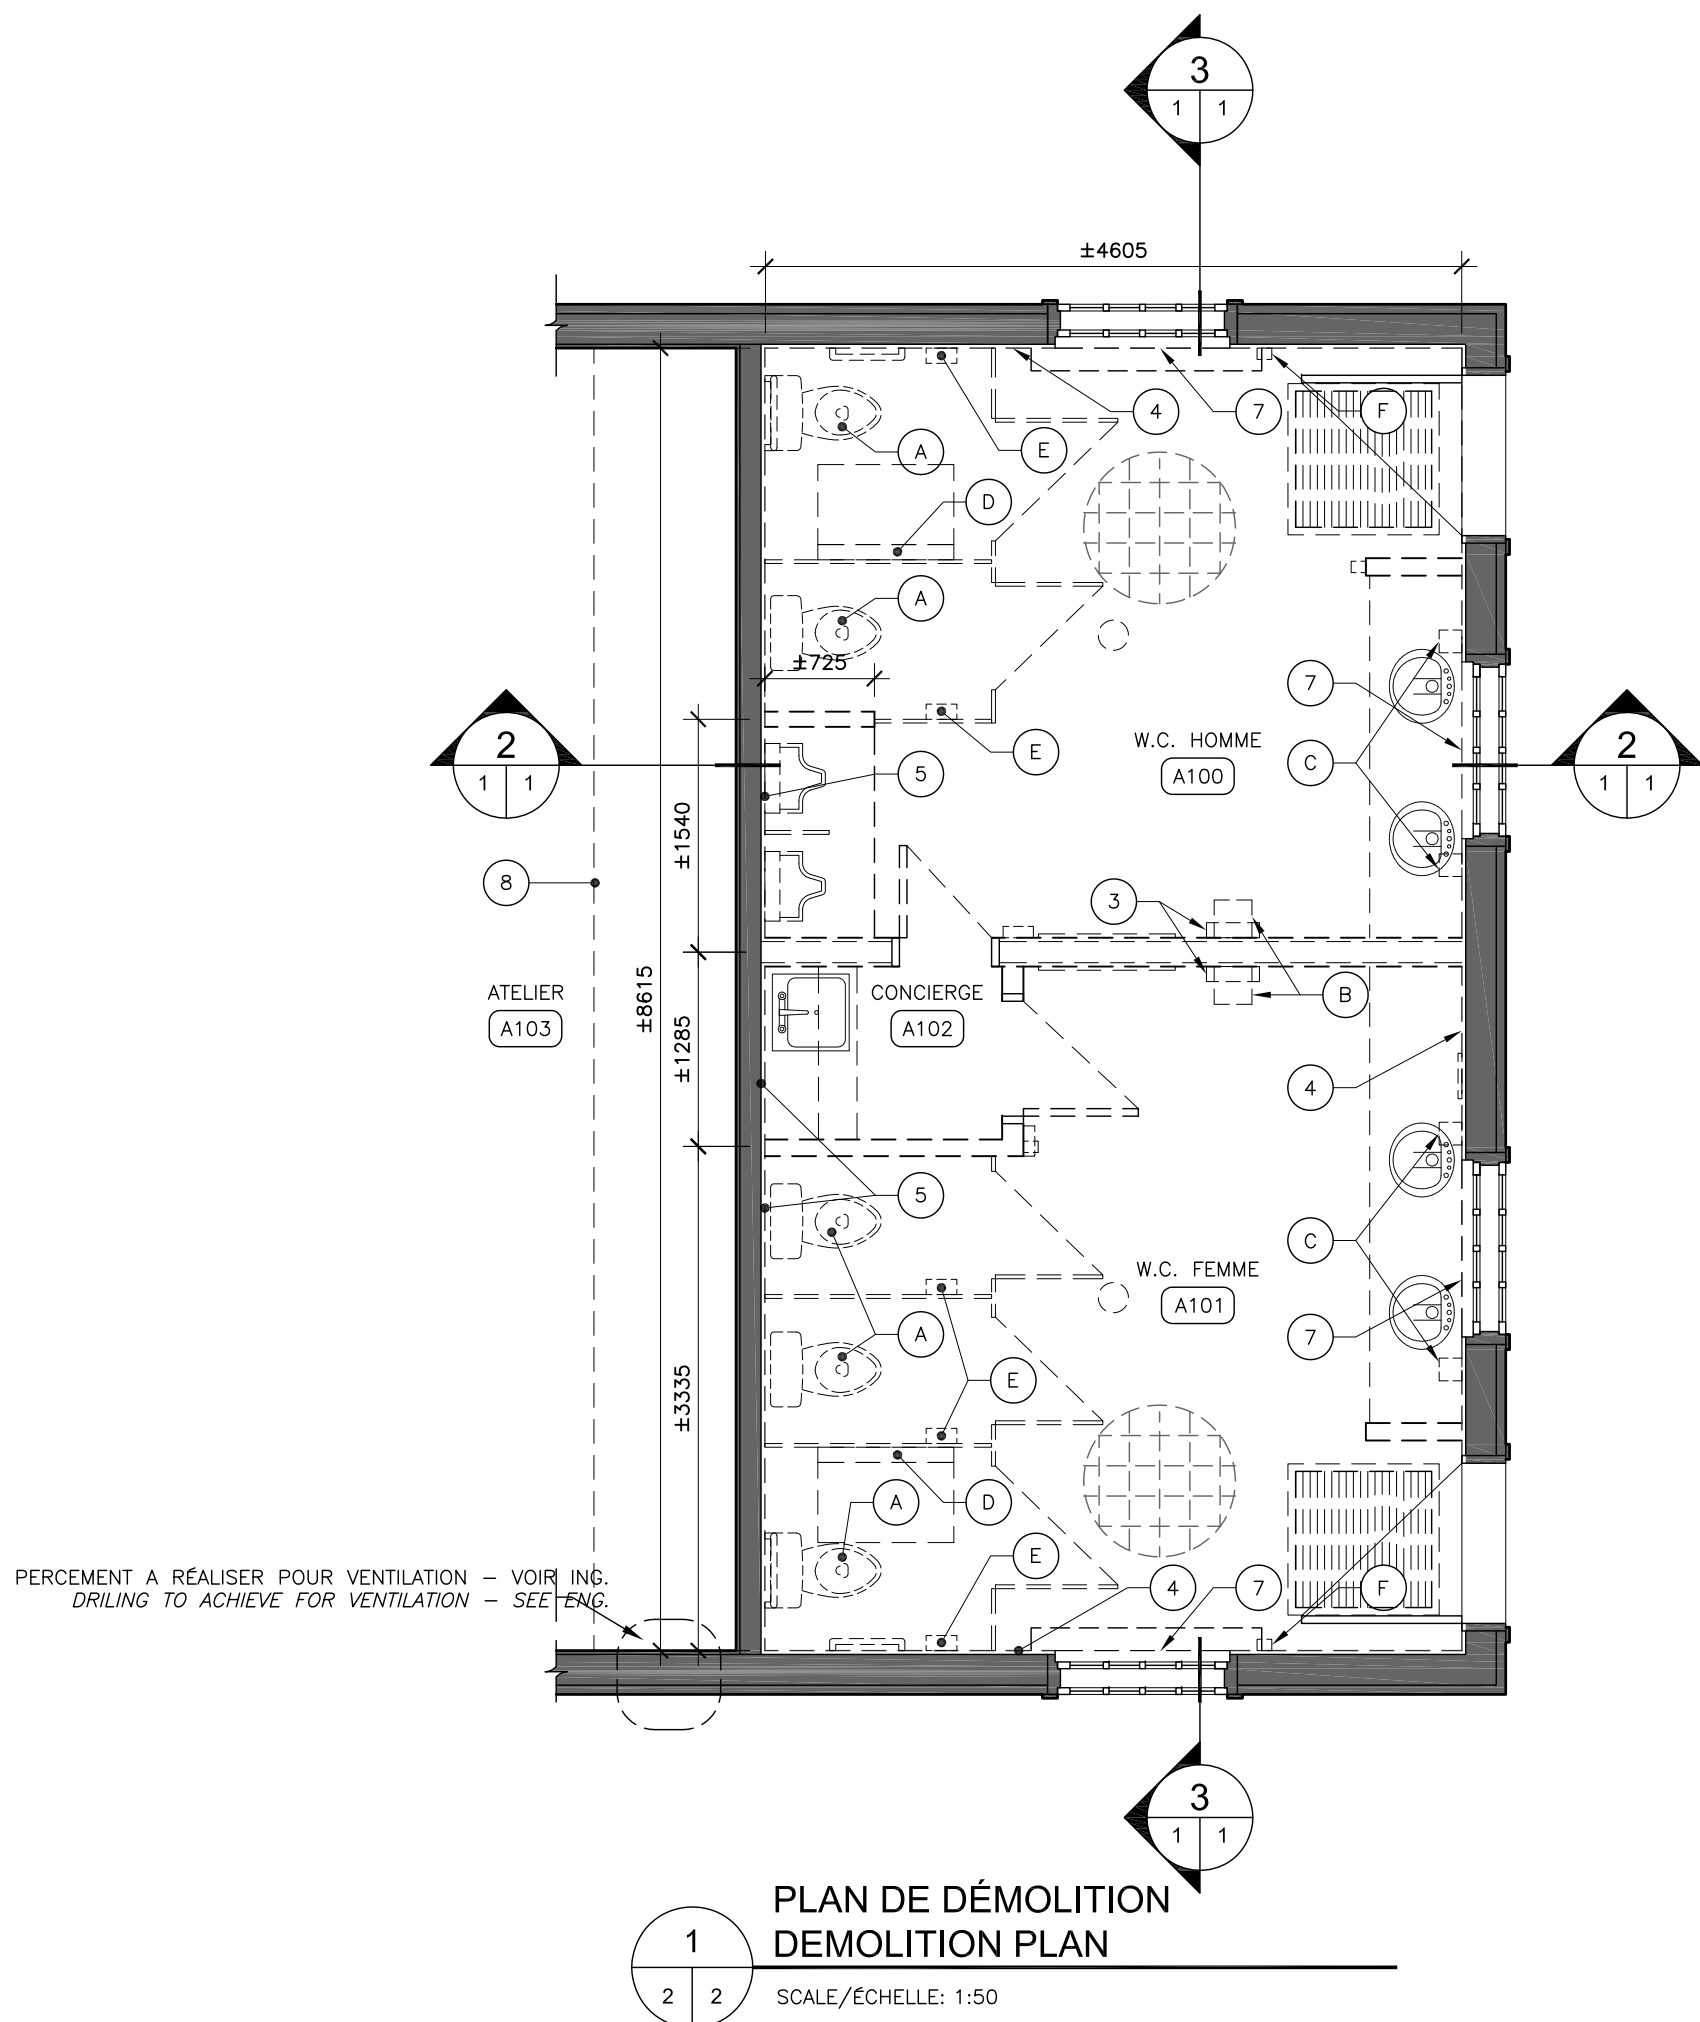 3
1 1
±4605
4
7
F
A
E
D
A
±725
7
E
W.C. HOMME
A100
2
1 1
5
C
2
1 1
±1540
8
3
ATELIER
A103
±8615
CONCIERGE
A102
B
±1285
4
5
C
W.C. FEMME
A101
7
A
E
±3335
A
D
E
4
7
F
PERCEMENT A RÉALISER POUR VENTILATION – VOIR ING.
DRILING TO ACHIEVE FOR VENTILATION – SEE ENG.
3
1 1
PLAN DE DÉMOLITION
DEMOLITION PLAN
1
2 2
SCALE/ÉCHELLE: 1:50